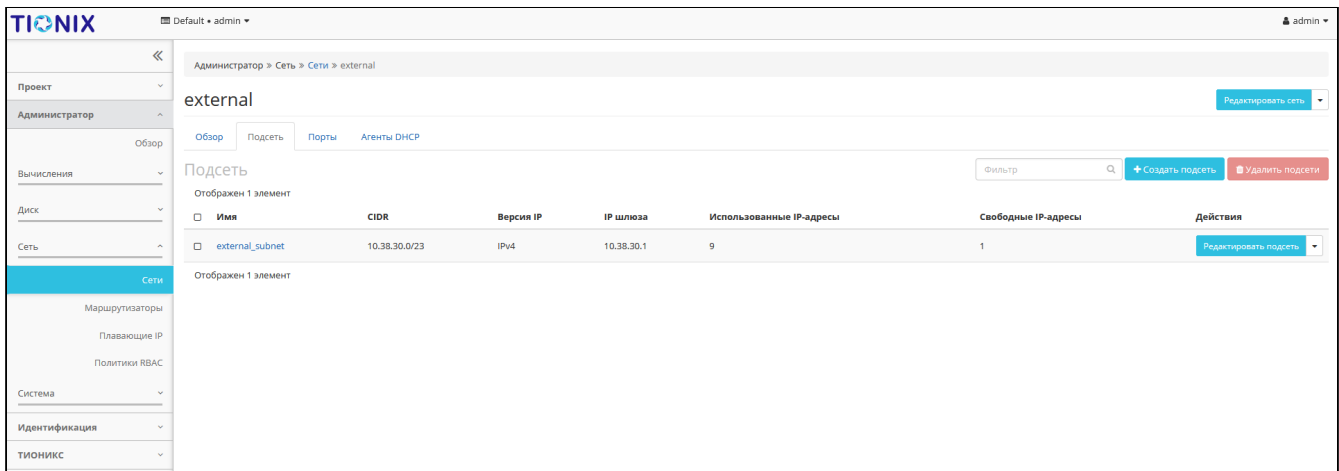 TIONIX
Default • admin
admin
Администратор » Сеть » Сети » external
Проект
Администратор
Обзор
Вычисления
Диск
Сеть
Сети
Маршрутизаторы
Плавающие IP
Политики RBAC
Система
Идентификация
ТИОНИКС
external
Редактировать сеть
Обзор Подсеть Порты Агенты DHCP
Подсеть
Фильтр
Создать подсеть
Удалить подсети
Отображен 1 элемент
Имя CIDR Версия IP IP шлюза Использованные IP-адресы Свободные IP-адресы Действия
external_subnet 10.38.30.0/23 IPv4 10.38.30.1 9 1 Редактировать подсеть
Отображен 1 элемент